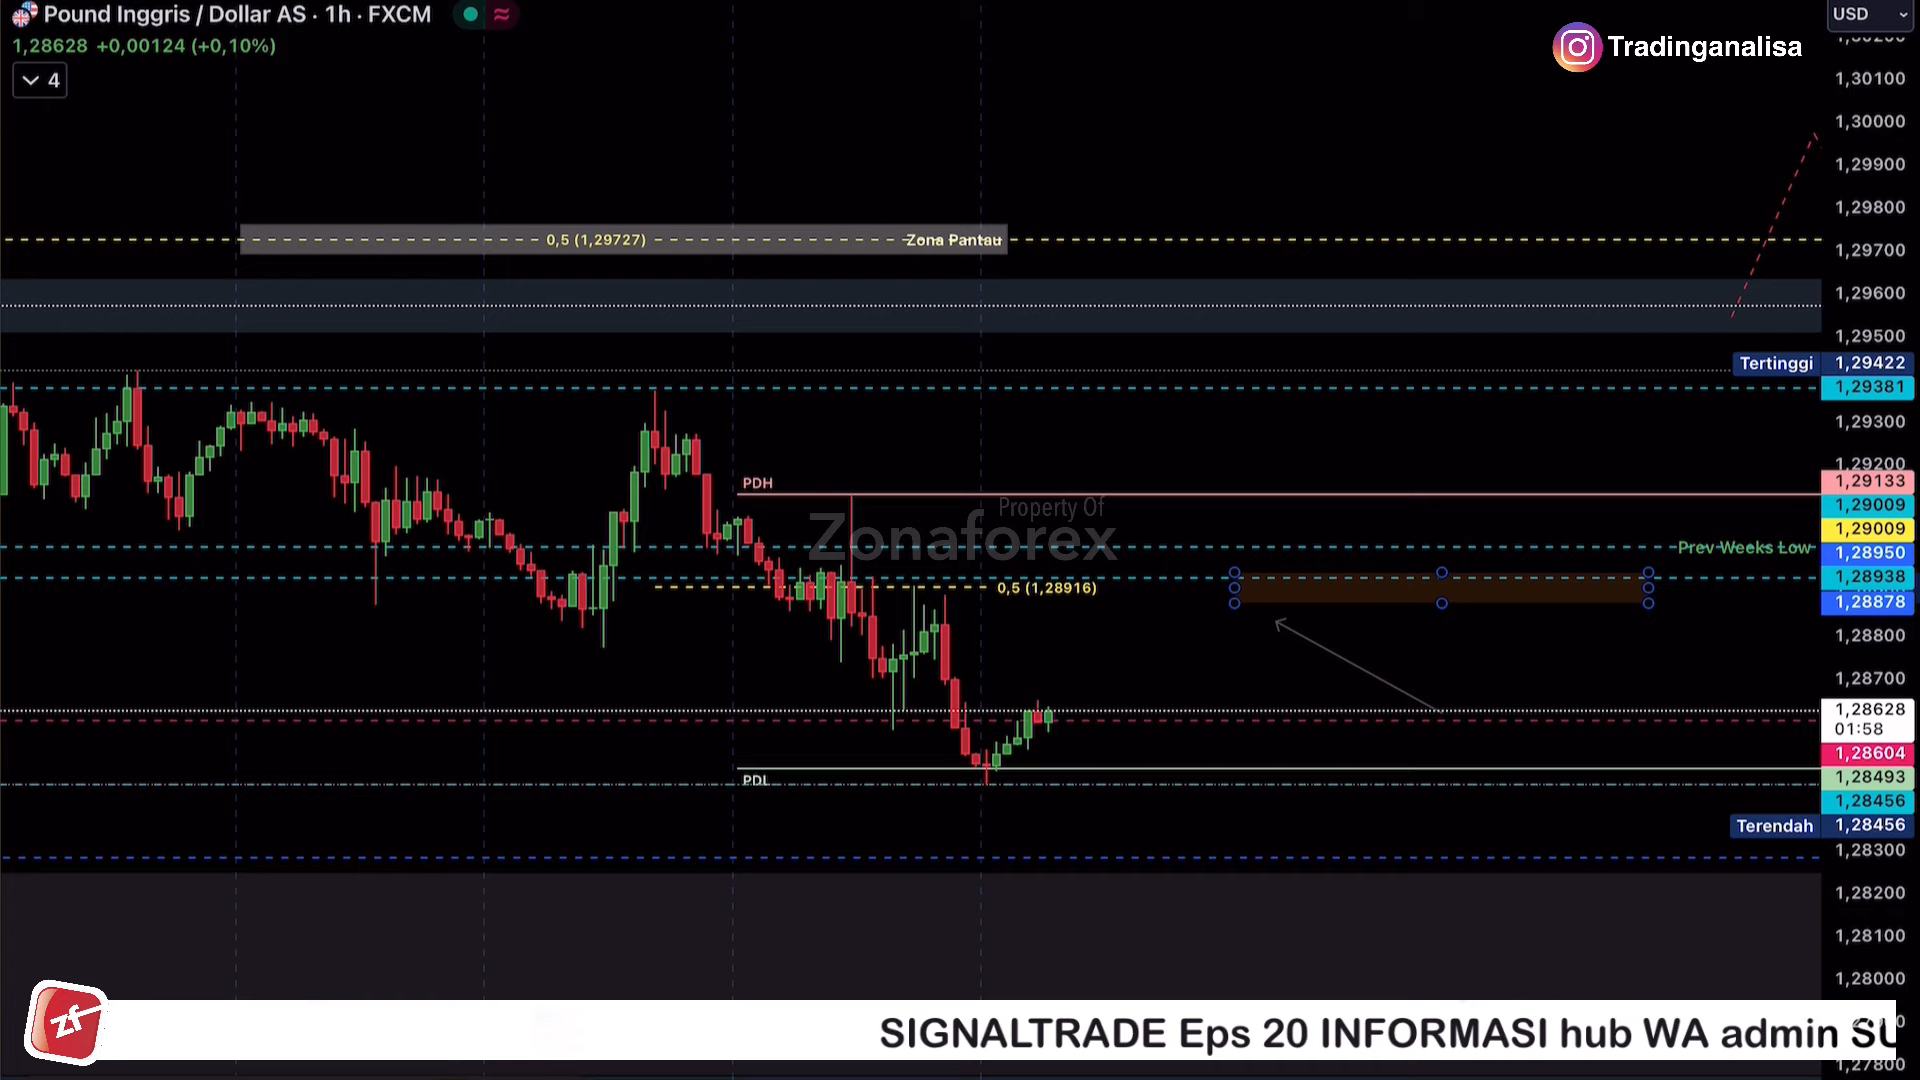 Pound Inggris / Dollar AS · 1h · FXCM
USD
1,28628 +0,00124 (+0,10%)
Tradinganalisa
4
1,30100
1,30000
1,29900
1,29800
0,5 (1,29727)
Zona Pantau
1,29700
1,29600
1,29500
Tertinggi 1,29422
1,29381
1,29300
1,29200
PDH
1,29133
Property Of
Zonaforex
1,29009
1,29009
Prev Weeks Low
1,28950
1,28938
0,5 (1,28916)
1,28878
1,28800
1,28700
1,28628
01:58
1,28604
PDL
1,28493
1,28456
Terendah 1,28456
1,28300
1,28200
1,28100
1,28000
zf
SIGNALTRADE Eps 20 INFORMASI hub WA admin SU
1,27800